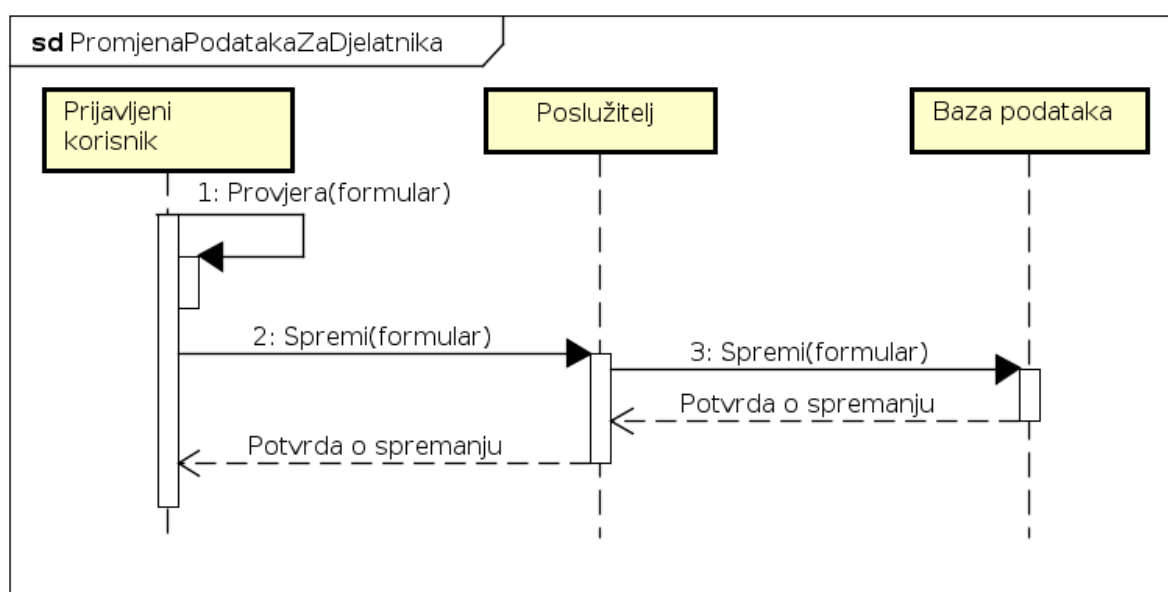 sd PromjenaPodatakaZaDjelatnika
Prijavljeni
korisnik
Poslužitelj
Baza podataka
1: Provjera(formular)
2: Spremi(formular)
3: Spremi(formular)
Potvrda o spremanju
Potvrda o spremanju